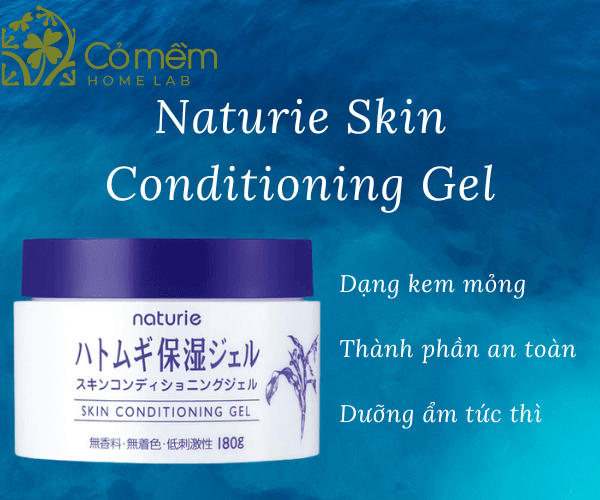 Cỏ mềm
HOME LAB
Naturie Skin
Conditioning Gel
Dạng kem mỏng
Thành phần an toàn
Dưỡng ẩm tức thì
naturie
ハトムギ保湿ジェル
スキンコンディショニングジェル
SKIN CONDITIONING GEL
無香料・無着色・低刺激性 180g